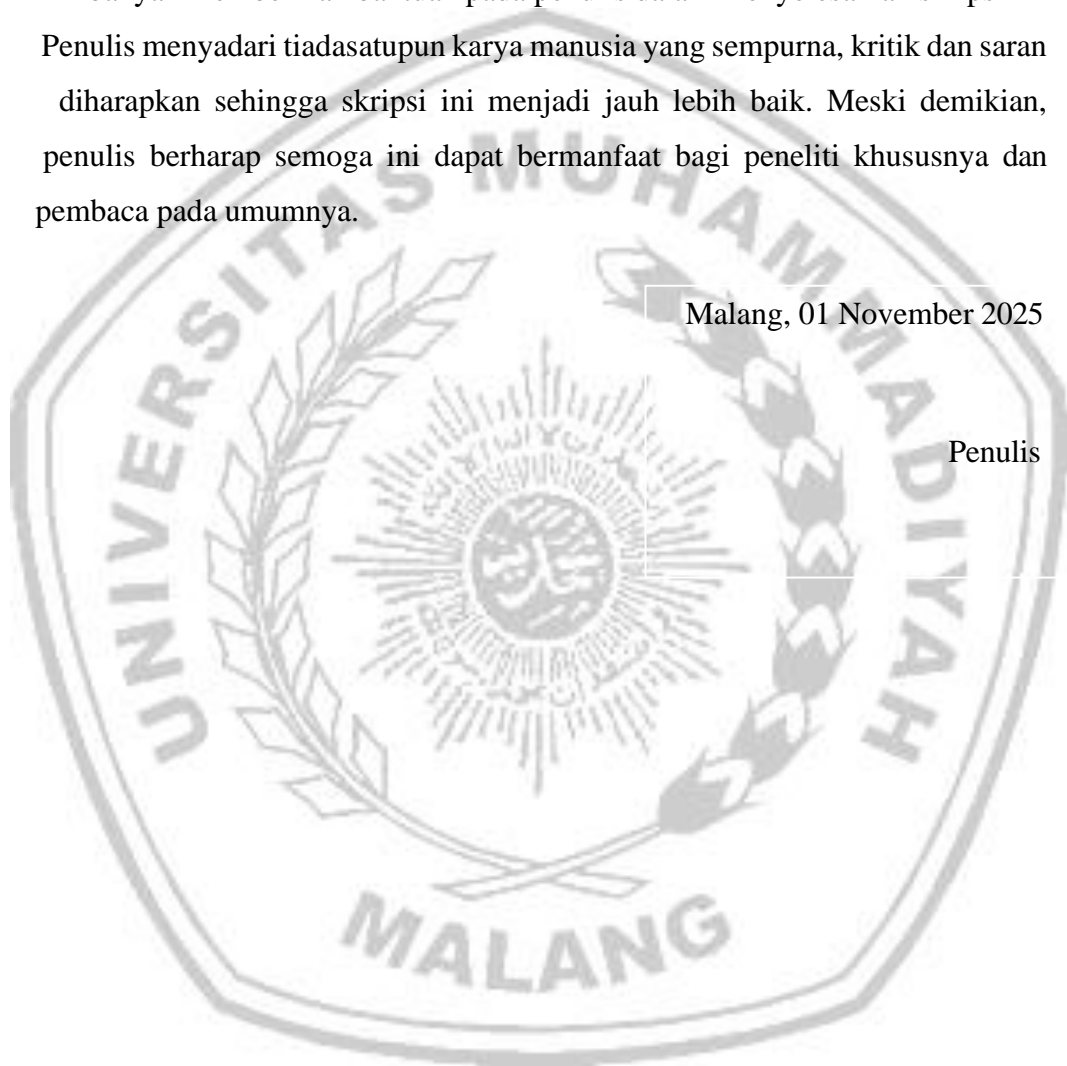 Penulis menyadari tiadasatupun karya manusia yang sempurna, kritik dan saran
diharapkan sehingga skripsi ini menjadi jauh lebih baik. Meski demikian,
penulis berharap semoga ini dapat bermanfaat bagi peneliti khususnya dan
pembaca pada umumnya.
Malang, 01 November 2025
Penulis
UNIVERSITAS MUHAMMADIYAH
MALANG